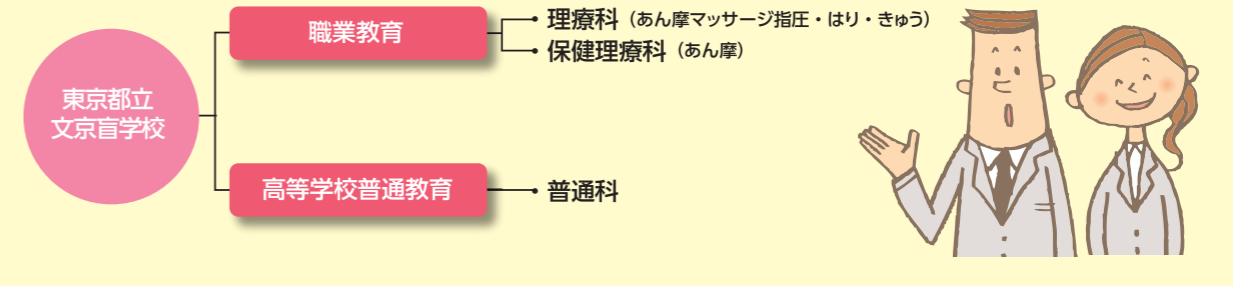 東京都立
文京盲学校
職業教育
・理療科（あん摩マッサージ指圧・はり・きゅう）
・保健理療科（あん摩）
高等学校普通教育
・普通科